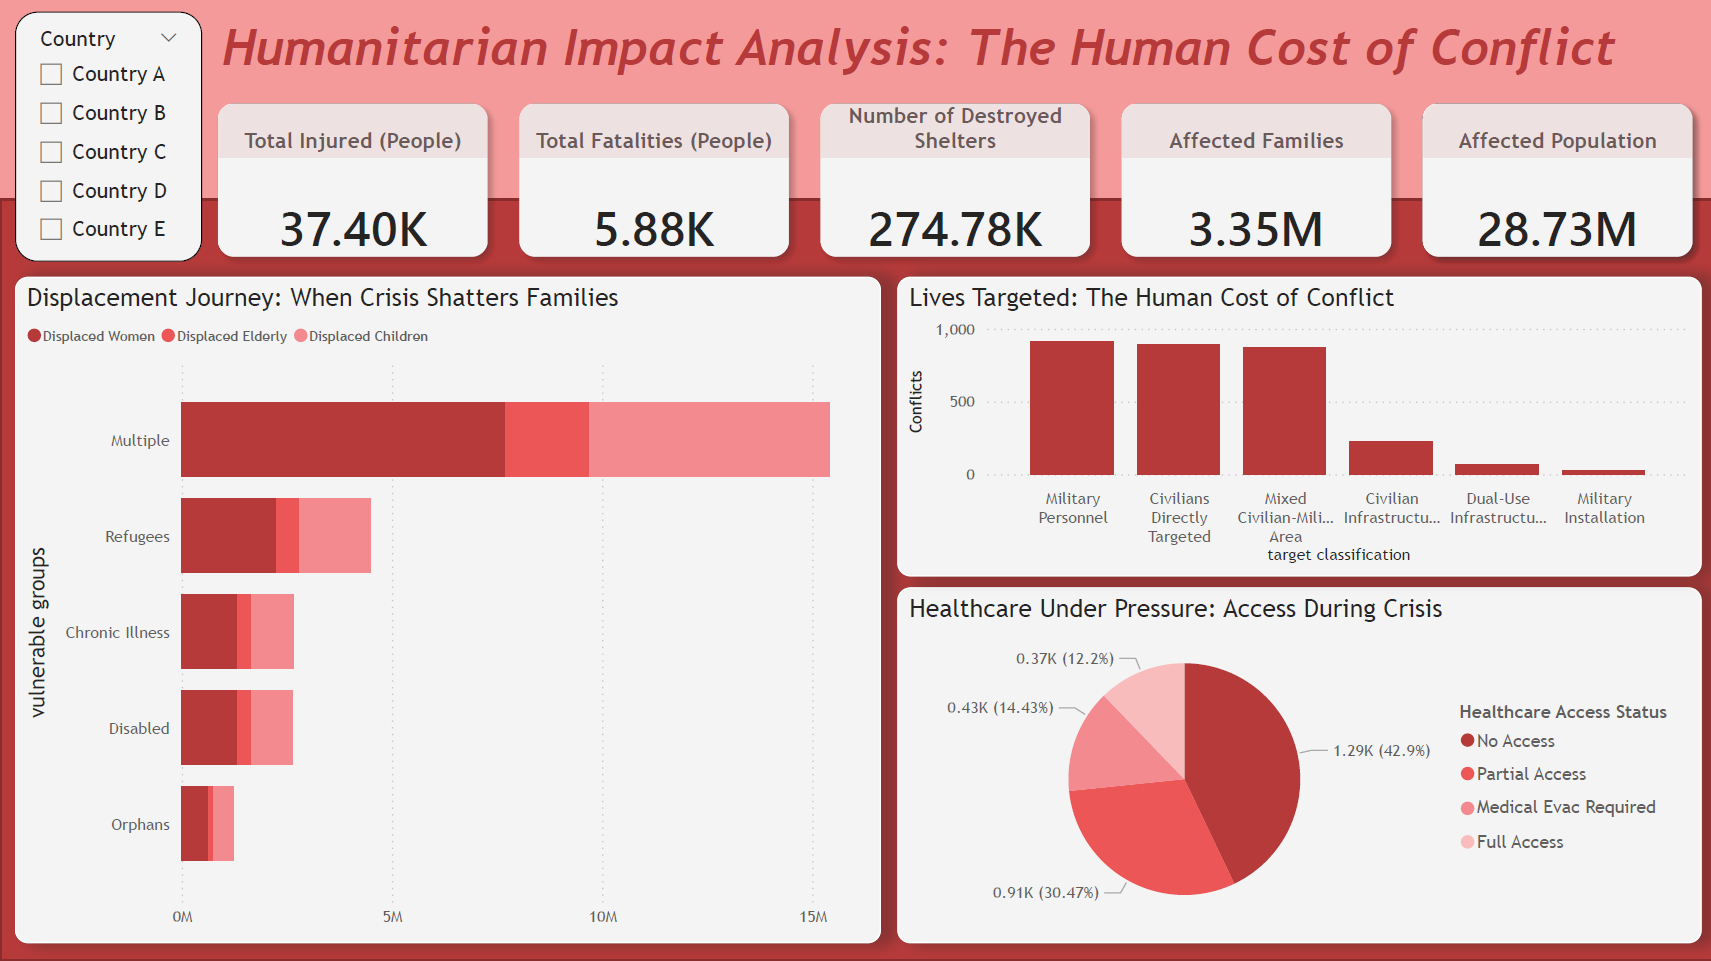 Country
Country A
Country B
Country C
Country D
Country E
Humanitarian Impact Analysis: The Human Cost of Conflict
Total Injured (People)
37.40K
Total Fatalities (People)
5.88K
Number of Destroyed
Shelters
274.78K
Affected Families
3.35M
Affected Population
28.73M
Displacement Journey: When Crisis Shatters Families
Displaced Women Displaced Elderly Displaced Children
vulnerable groups
Multiple
Refugees
Chronic Illness
Disabled
Orphans
0M 5M 10M 15M
Lives Targeted: The Human Cost of Conflict
Conflicts
1,000
500
0
Military
Personnel
Civilians
Directly
Targeted
Mixed
Civilian-Mili...
Area
Civilian
Infrastructu...
Dual-Use
Infrastructu...
Military
Installation
target classification
Healthcare Under Pressure: Access During Crisis
0.37K (12.2%)
0.43K (14.43%)
1.29K (42.9%)
0.91K (30.47%)
Healthcare Access Status
No Access
Partial Access
Medical Evac Required
Full Access